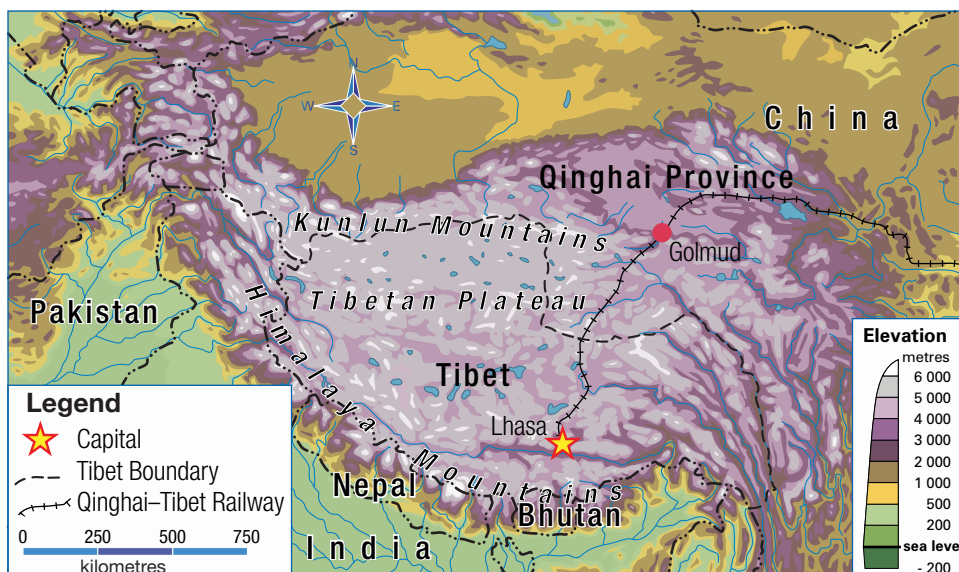 N
W E
S
China
Qinghai Province
Kunlun Mountains
Golmud
Tibetan Plateau
Pakistan
Himalaya Mountains
Tibet
Lhasa
Nepal
Bhutan
India
Legend
Capital
Tibet Boundary
Qinghai–Tibet Railway
0 250 500 750
kilometres
Elevation
metres
6 000
5 000
4 000
3 000
2 000
1 000
500
200
sea leve
- 200